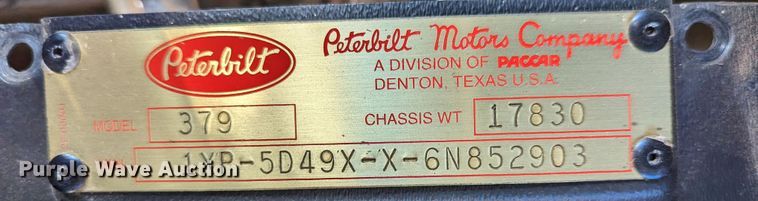 Peterbilt
Peterbilt Motors Company
A DIVISION OF PACCAR
DENTON, TEXAS U.S.A.
MODEL 379
CHASSIS WT 17830
1XP-5D49X-X-6N852903
Purple Wave Auction